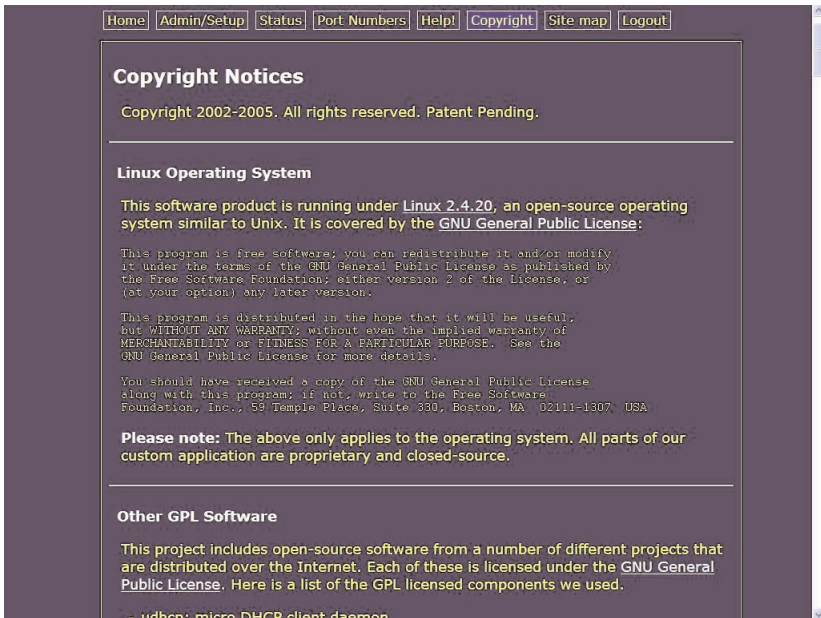 Home Admin/Setup Status Port Numbers Help! Copyright Site map Logout
Copyright Notices
Copyright 2002-2005. All rights reserved. Patent Pending.
Linux Operating System
This software product is running under Linux 2.4.20, an open-source operating
system similar to Unix. It is covered by the GNU General Public License:
This program is free software; you can redistribute it and/or modify
it under the terms of the GNU General Public License as published by
the Free Software Foundation; either version 2 of the License, or
(at your option) any later version.
This program is distributed in the hope that it will be useful,
but WITHOUT ANY WARRANTY; without even the implied warranty of
MERCHANTABILITY or FITNESS FOR A PARTICULAR PURPOSE. See the
GNU General Public License for more details.
You should have received a copy of the GNU General Public License
along with this program; if not, write to the Free Software
Foundation, Inc., 59 Temple Place, Suite 330, Boston, MA 02111-1307 USA
Please note: The above only applies to the operating system. All parts of our
custom application are proprietary and closed-source.
Other GPL Software
This project includes open-source software from a number of different projects that
are distributed over the Internet. Each of these is licensed under the GNU General
Public License. Here is a list of the GPL licensed components we used.
- udhcp: micro DHCP client daemon